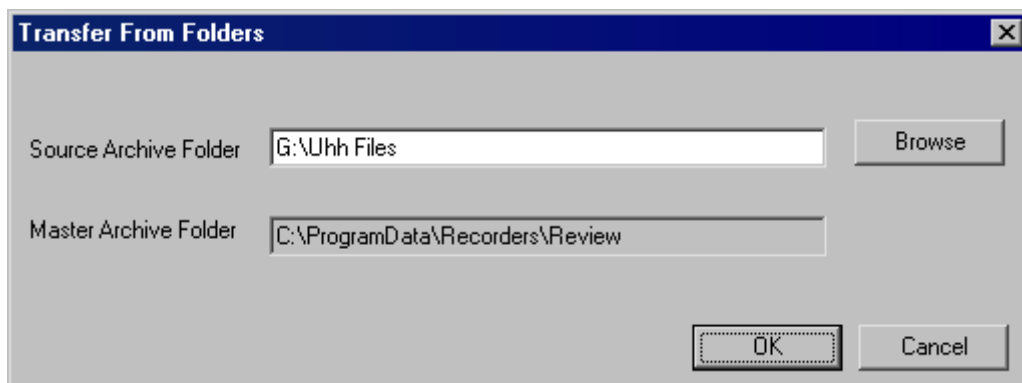 Transfer From Folders
Source Archive Folder G:\Uhh Files Browse
Master Archive Folder C:\ProgramData\Recorders\Review
OK Cancel